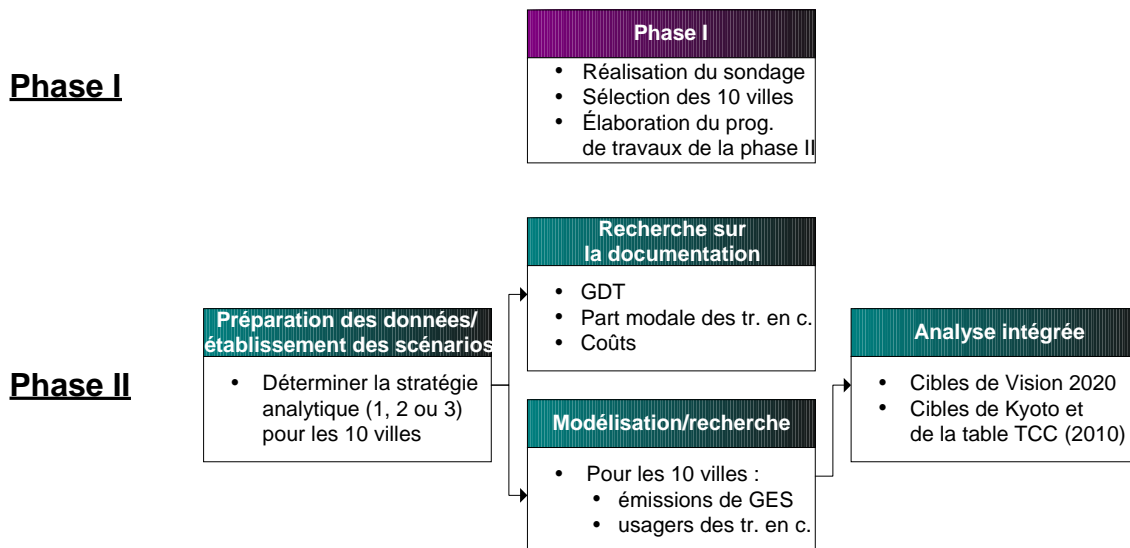 Phase I
Phase I
• Réalisation du sondage
• Sélection des 10 villes
• Élaboration du prog.
de travaux de la phase II
Phase II
Préparation des données/
établissement des scénarios
• Déterminer la stratégie
analytique (1, 2 ou 3)
pour les 10 villes
Recherche sur
la documentation
• GDT
• Part modale des tr. en c.
• Coûts
Modélisation/recherche
• Pour les 10 villes :
• émissions de GES
• usagers des tr. en c.
Analyse intégrée
• Cibles de Vision 2020
• Cibles de Kyoto et
de la table TCC (2010)